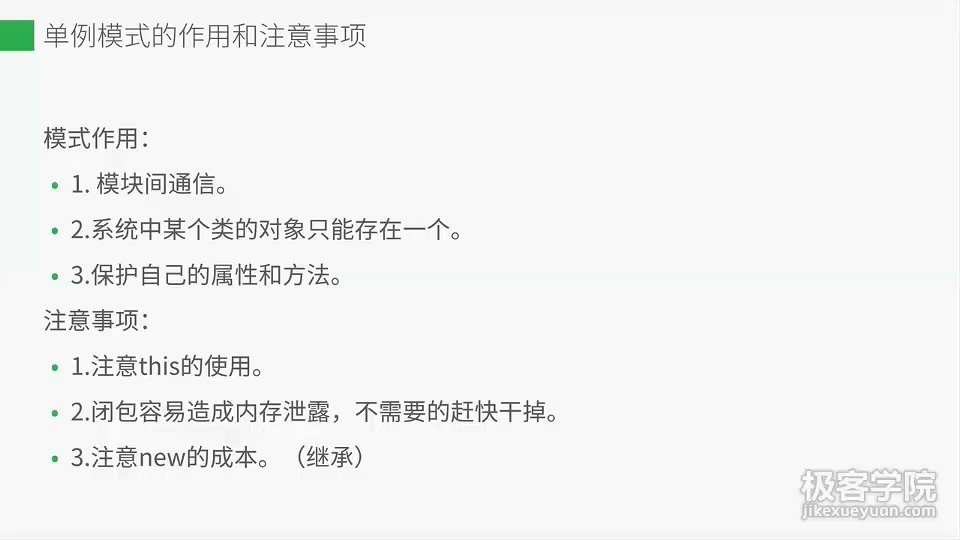 单例模式的作用和注意事项
模式作用：
1. 模块间通信。
2.系统中某个类的对象只能存在一个。
3.保护自己的属性和方法。
注意事项：
1.注意this的使用。
2.闭包容易造成内存泄露，不需要的赶快干掉。
3.注意new的成本。（继承）
极客学院
jikexueyuan.com